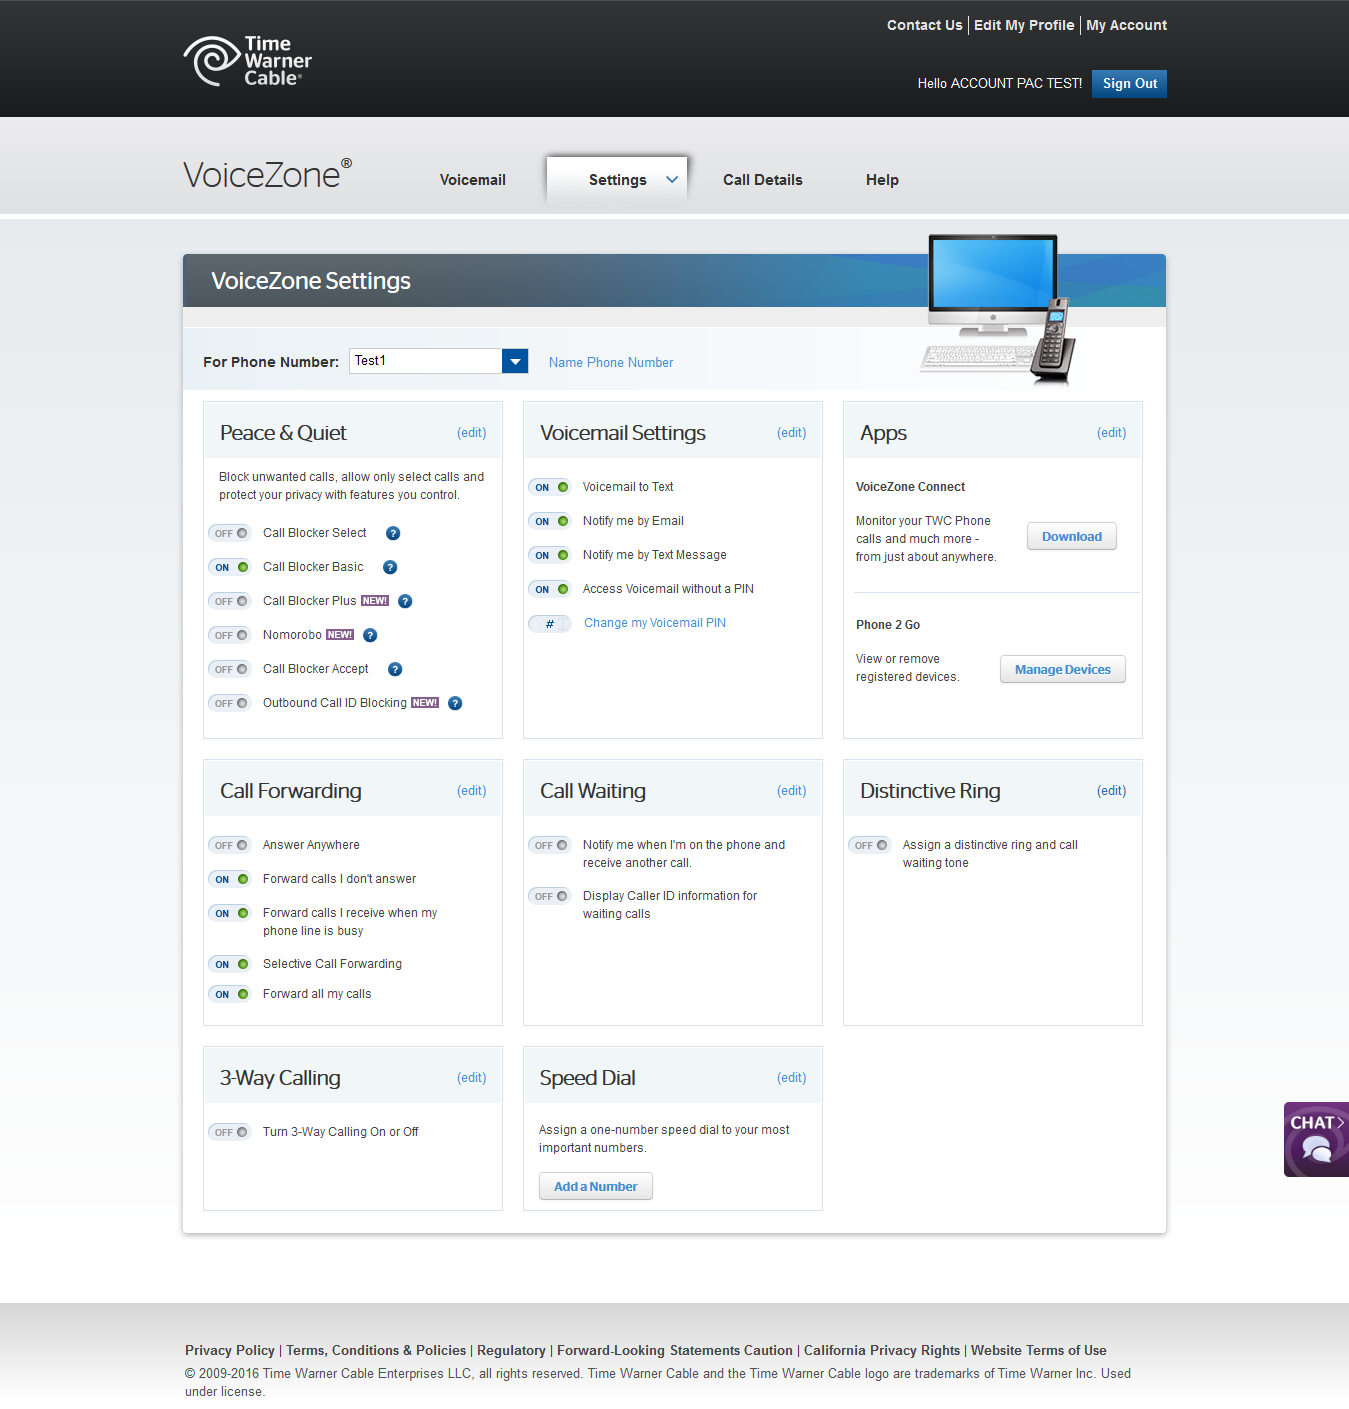 Contact Us | Edit My Profile | My Account
Time
Warner
Cable®
Hello ACCOUNT PAC TEST! Sign Out
VoiceZone®
Voicemail
Settings
Call Details
Help
VoiceZone Settings
For Phone Number: Test1 Name Phone Number
Peace & Quiet (edit)
Block unwanted calls, allow only select calls and
protect your privacy with features you control.
OFF Call Blocker Select ?
ON Call Blocker Basic ?
OFF Call Blocker Plus NEW! ?
OFF Nomorobo NEW! ?
OFF Call Blocker Accept ?
OFF Outbound Call ID Blocking NEW! ?
Voicemail Settings (edit)
ON Voicemail to Text
ON Notify me by Email
ON Notify me by Text Message
ON Access Voicemail without a PIN
# Change my Voicemail PIN
Apps (edit)
VoiceZone Connect
Monitor your TWC Phone
calls and much more -
from just about anywhere.
Download
Phone 2 Go
View or remove
registered devices.
Manage Devices
Call Forwarding (edit)
OFF Answer Anywhere
ON Forward calls I don't answer
ON Forward calls I receive when my
phone line is busy
ON Selective Call Forwarding
ON Forward all my calls
Call Waiting (edit)
OFF Notify me when I'm on the phone and
receive another call.
OFF Display Caller ID information for
waiting calls
Distinctive Ring (edit)
OFF Assign a distinctive ring and call
waiting tone
3-Way Calling (edit)
OFF Turn 3-Way Calling On or Off
Speed Dial (edit)
Assign a one-number speed dial to your most
important numbers.
Add a Number
CHAT
Privacy Policy | Terms, Conditions & Policies | Regulatory | Forward-Looking Statements Caution | California Privacy Rights | Website Terms of Use
© 2009-2016 Time Warner Cable Enterprises LLC, all rights reserved. Time Warner Cable and the Time Warner Cable logo are trademarks of Time Warner Inc. Used
under license.